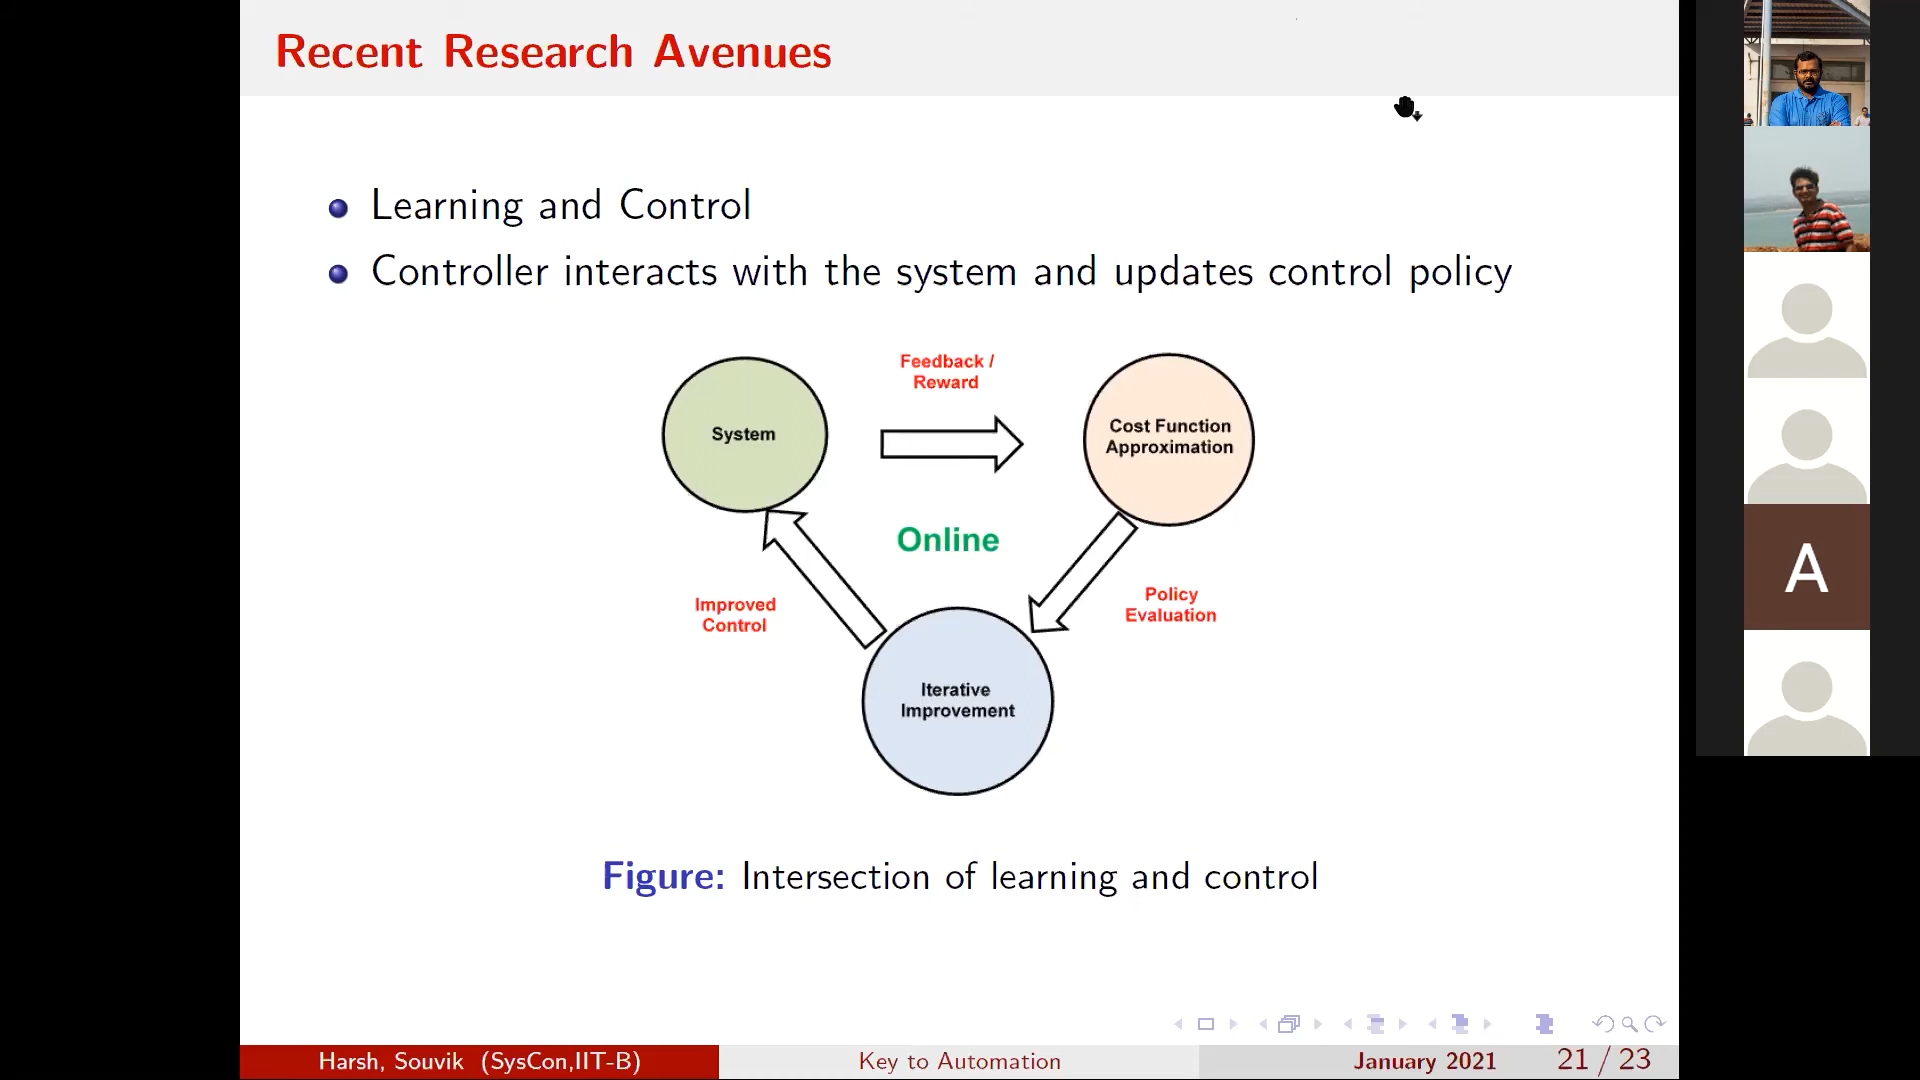 Recent Research Avenues
Learning and Control
Controller interacts with the system and updates control policy
Feedback /
Reward
System
Cost Function
Approximation
Online
Improved
Control
Policy
Evaluation
Iterative
Improvement
Figure: Intersection of learning and control
Harsh, Souvik (SysCon,IIT-B)
Key to Automation
January 2021
21 / 23
A